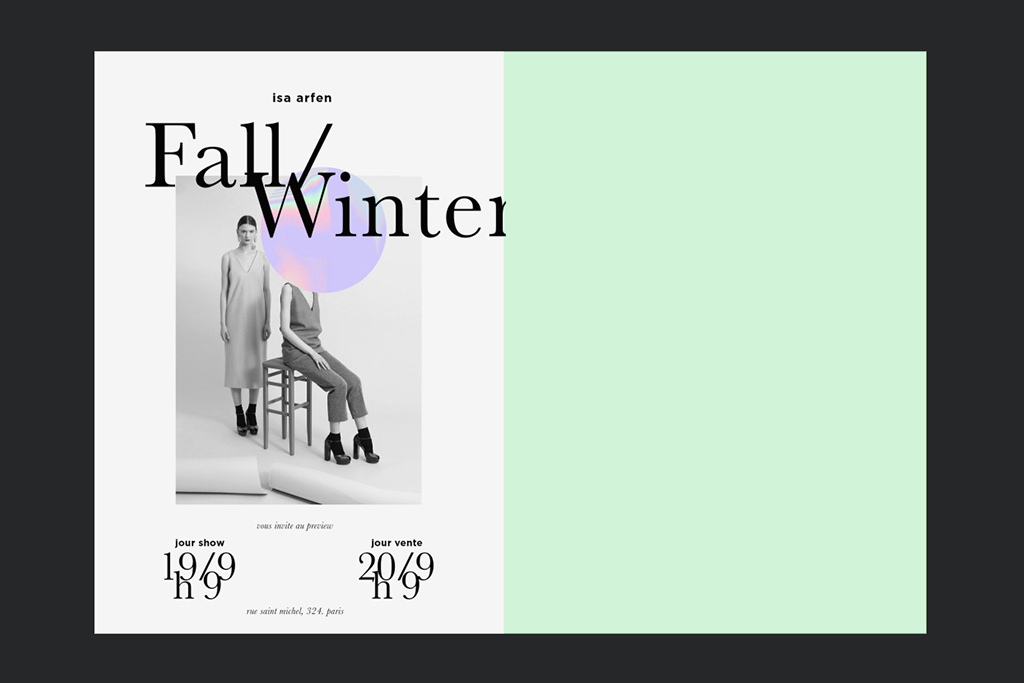 isa arfen
Fall/
Winter
vous invite au preview
jour show
19/9
h 9
jour vente
20/9
h 9
rue saint michel, 324. paris